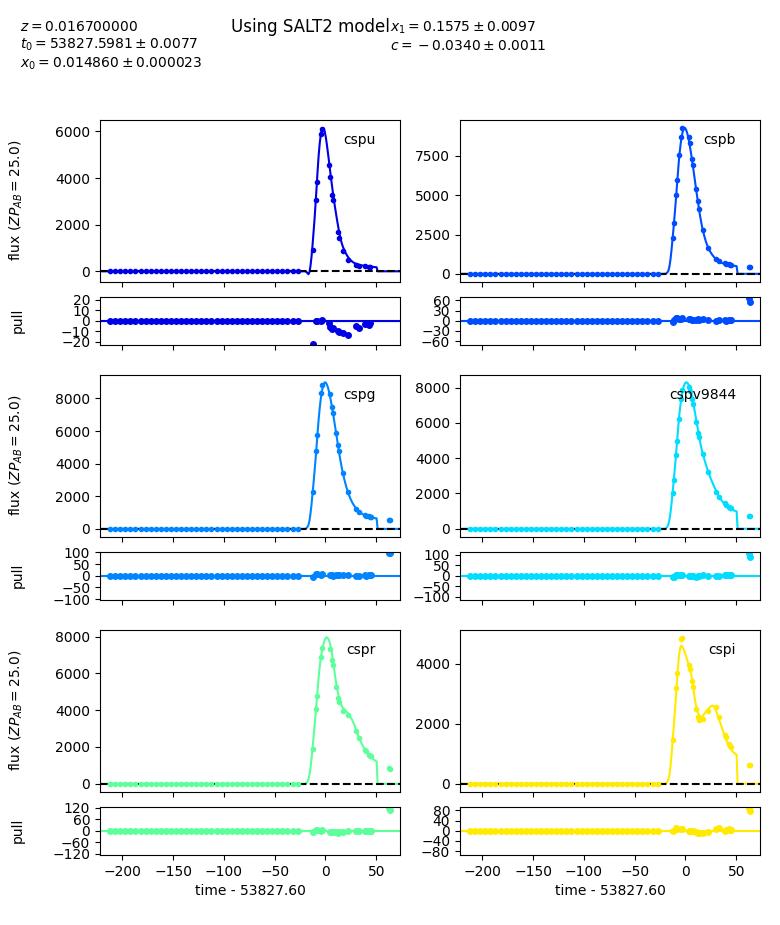 z = 0.016700000
Using SALT2 model
x₁ = 0.1575 ± 0.0097
t₀ = 53827.5981 ± 0.0077
c = −0.0340 ± 0.0011
x₀ = 0.014860 ± 0.000023
flux (ZP_AB = 25.0)
6000
4000
2000
0
cspu
7500
5000
2500
0
cspb
pull
20
10
0
−10
−20
60
30
0
−30
−60
flux (ZP_AB = 25.0)
8000
6000
4000
2000
0
cspg
8000
6000
4000
2000
0
cspv9844
pull
100
50
0
−50
−100
100
50
0
−50
−100
flux (ZP_AB = 25.0)
8000
6000
4000
2000
0
cspr
4000
2000
0
cspi
pull
120
60
0
−60
−120
80
40
0
−40
−80
−200 −150 −100 −50 0 50
−200 −150 −100 −50 0 50
time - 53827.60
time - 53827.60